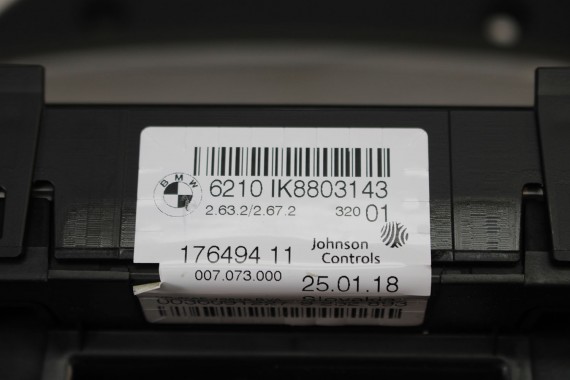 BMW
6210 IK8803143
2.63.2/2.67.2 320 01
176494 11 Johnson
Controls
007.073.000 25.01.18